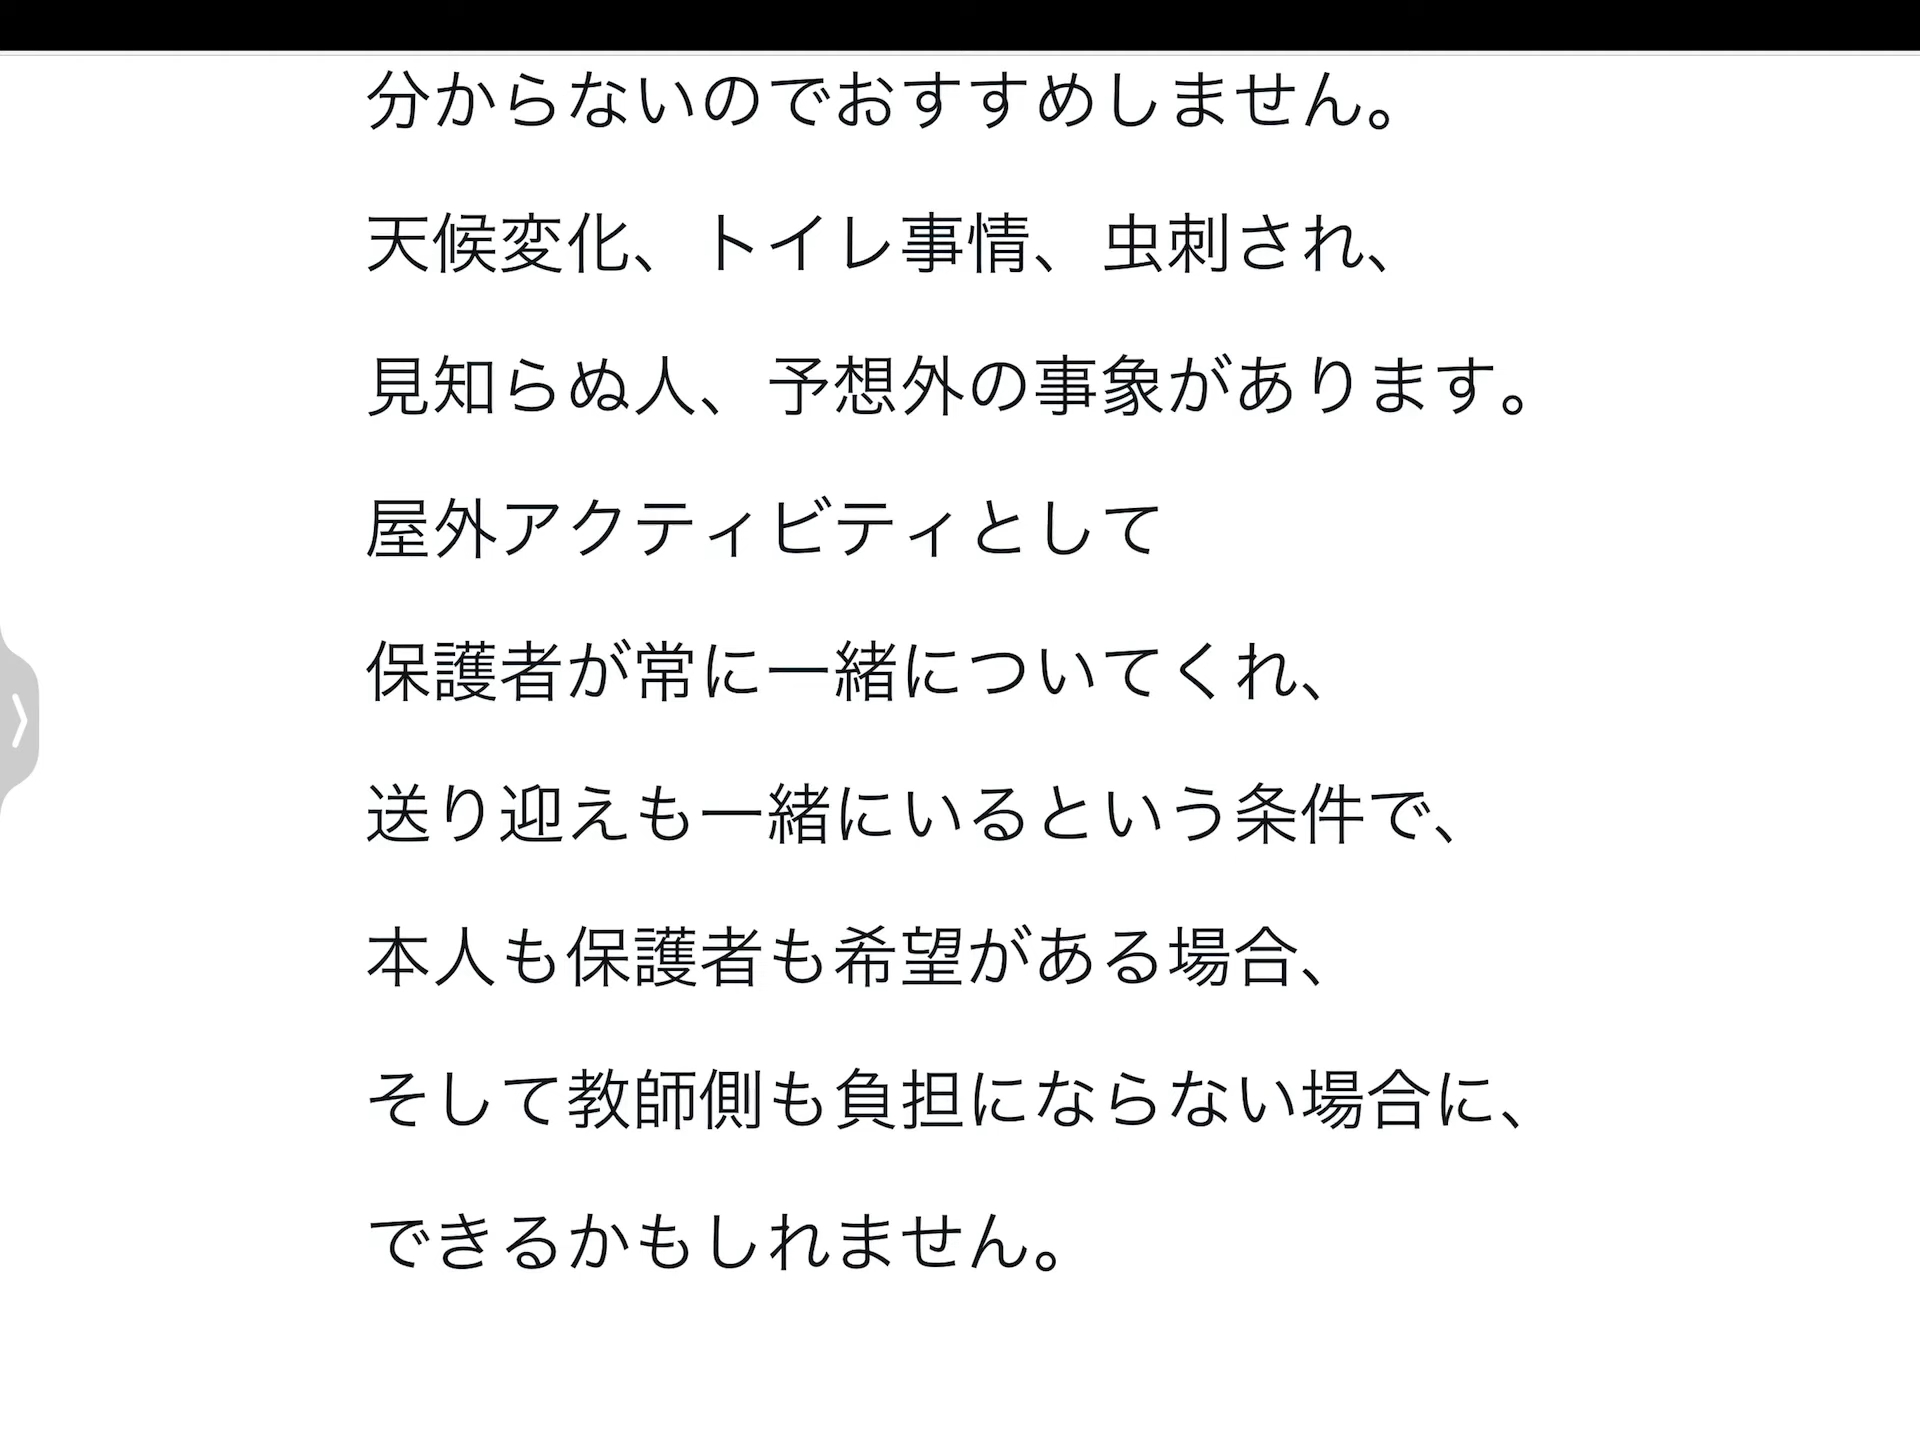 分からないのでおすすめしません。
天候変化、トイレ事情、虫刺され、
見知らぬ人、予想外の事象があります。
屋外アクティビティとして
保護者が常に一緒についてくれ、
送り迎えも一緒にいるという条件で、
本人も保護者も希望がある場合、
そして教師側も負担にならない場合に、
できるかもしれません。